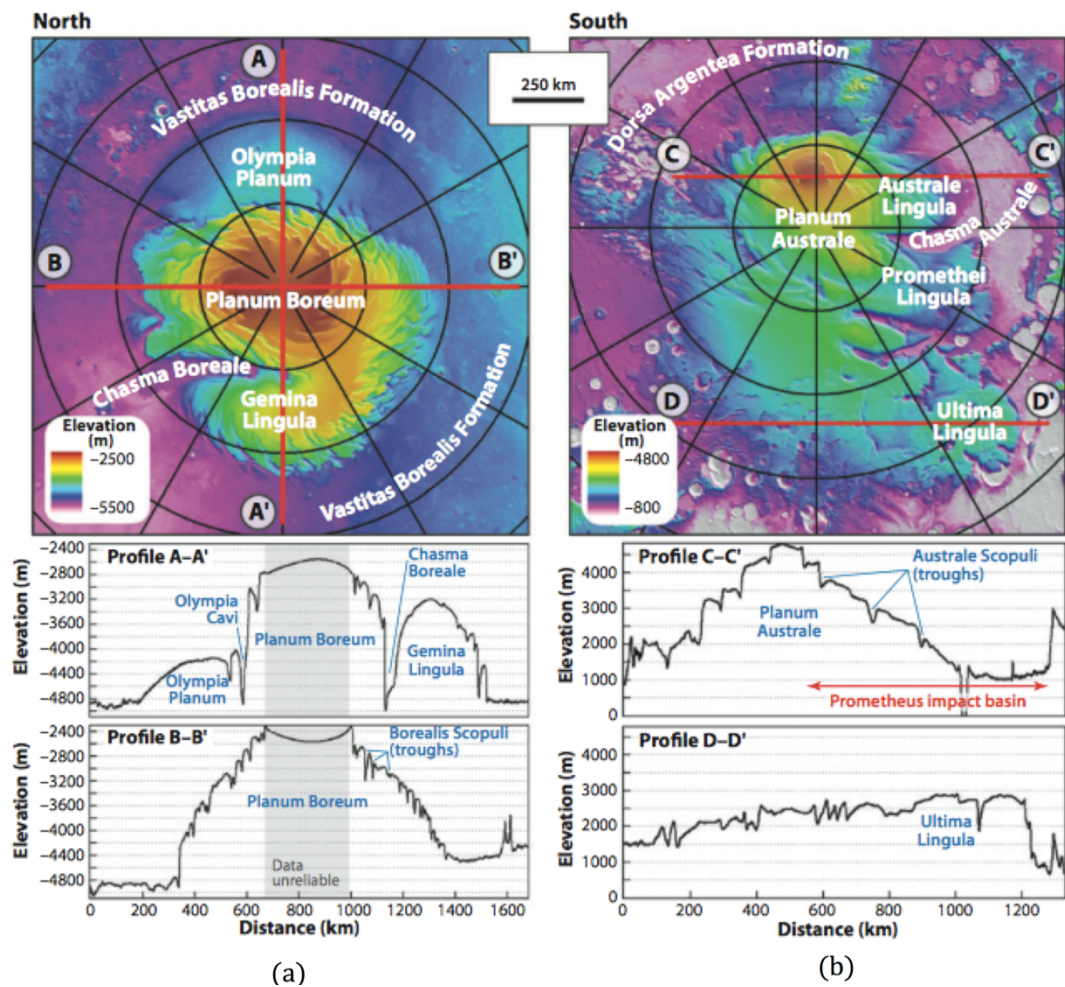 North
South
A
Vastitas Borealis Formation
Olympia
Planum
B
B'
Planum Boreum
Chasma Boreale
Gemina
Lingula
Vastitas Borealis Formation
A'
Elevation
(m)
−2500
−5500
250 km
Dorsa Argentea Formation
C
C'
Australe
Lingula
Planum
Australe
Chasma
Australe
Promethei
Lingula
D
D'
Ultima
Lingula
Elevation
(m)
−4800
−800
Profile A–A'
Elevation (m)
−2400
−2800
−3200
−3600
−4000
−4400
−4800
Olympia
Cavi
Olympia
Planum
Planum Boreum
Chasma
Boreale
Gemina
Lingula
Profile B–B'
Elevation (m)
−2400
−2800
−3200
−3600
−4000
−4400
−4800
Borealis Scopuli
(troughs)
Planum Boreum
Data
unreliable
0 200 400 600 800 1000 1200 1400 1600
Distance (km)
(a)
Profile C–C'
Elevation (m)
4000
3000
2000
1000
0
Australe Scopuli
(troughs)
Planum
Australe
Prometheus impact basin
Profile D–D'
Elevation (m)
4000
3000
2000
1000
Ultima
Lingula
0 200 400 600 800 1000 1200
Distance (km)
(b)